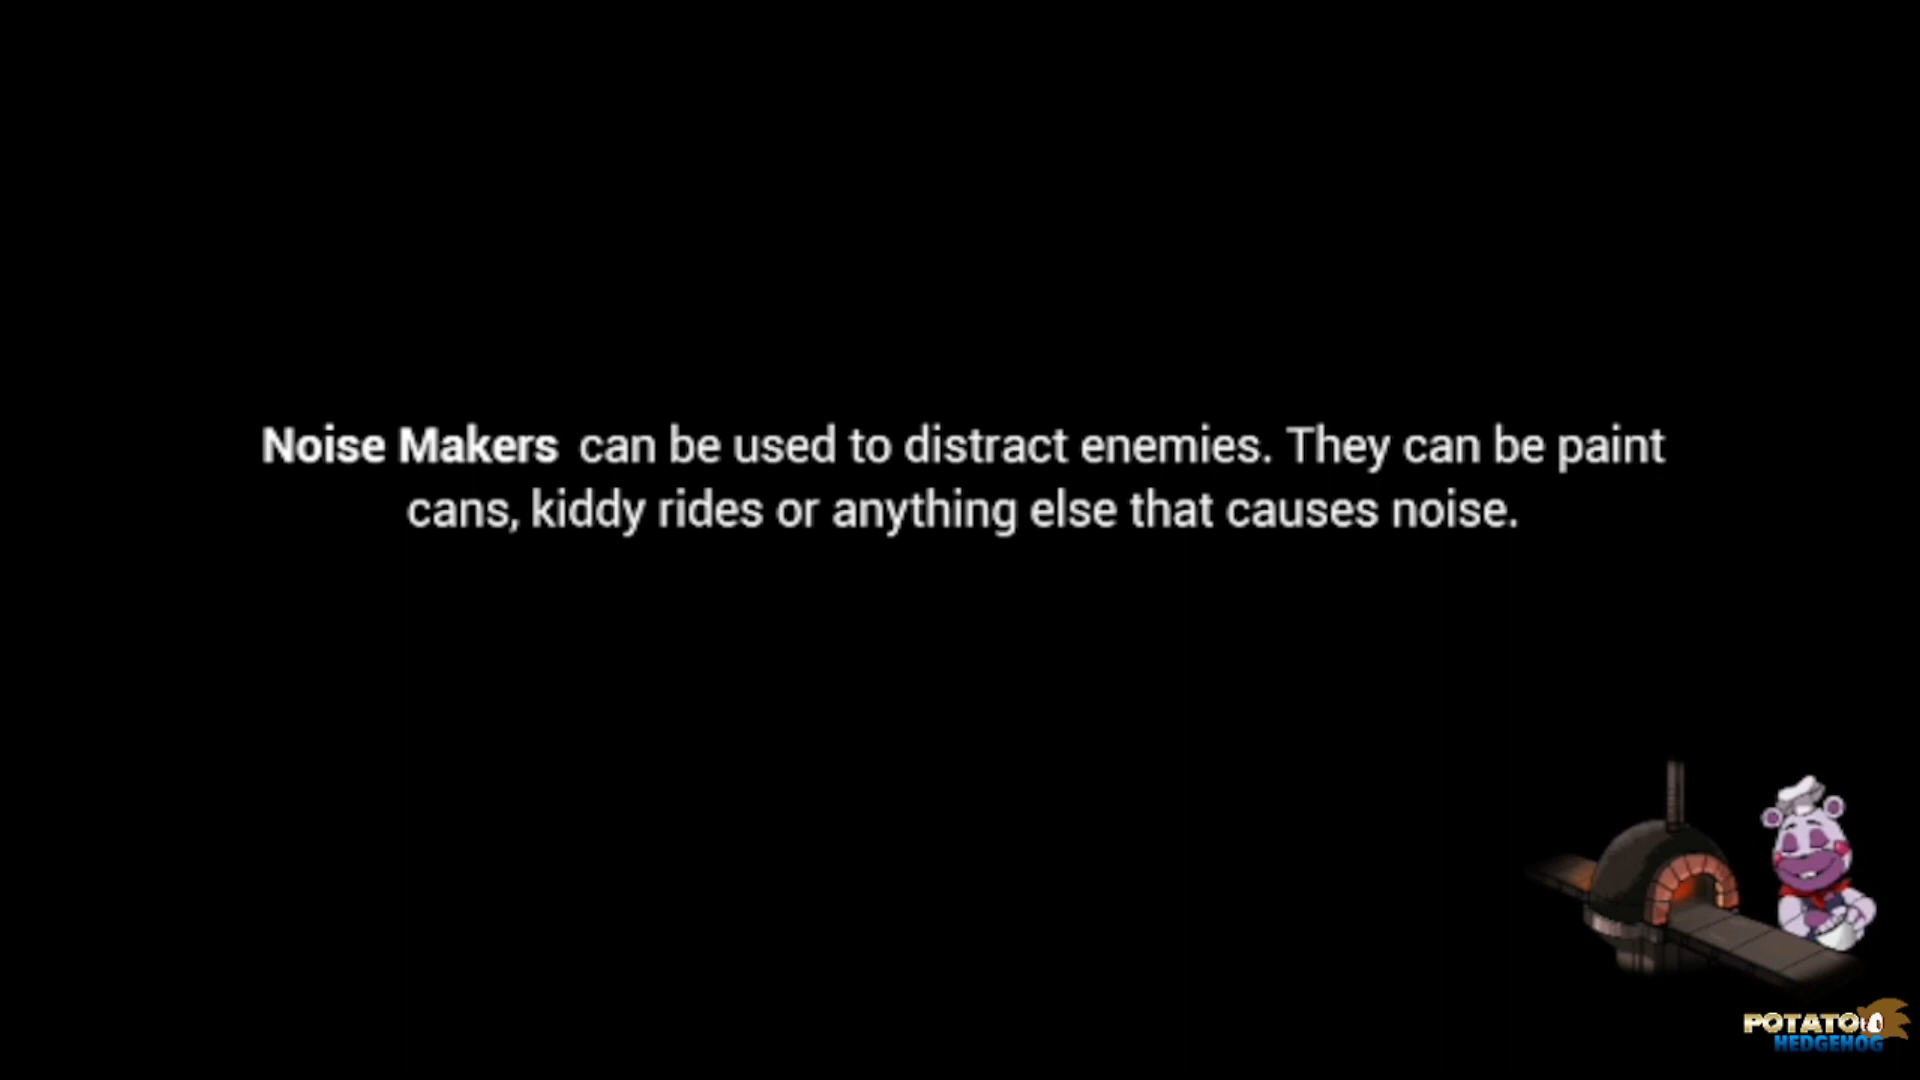 Noise Makers can be used to distract enemies. They can be paint
cans, kiddy rides or anything else that causes noise.
POTATO
HEDGEHOG